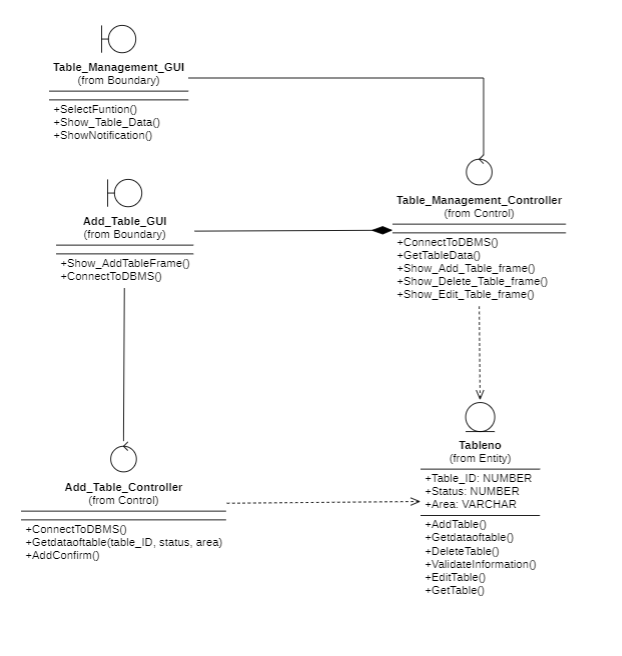 Table_Management_GUI
(from Boundary)
+SelectFuntion()
+Show_Table_Data()
+ShowNotification()
Table_Management_Controller
(from Control)
+ConnectToDBMS()
+GetTableData()
+Show_Add_Table_frame()
+Show_Delete_Table_frame()
+Show_Edit_Table_frame()
Add_Table_GUI
(from Boundary)
+Show_AddTableFrame()
+ConnectToDBMS()
Add_Table_Controller
(from Control)
+ConnectToDBMS()
+Getdataoftable(table_ID, status, area)
+AddConfirm()
Tableno
(from Entity)
+Table_ID: NUMBER
+Status: NUMBER
+Area: VARCHAR
+AddTable()
+Getdataoftable()
+DeleteTable()
+ValidateInformation()
+EditTable()
+GetTable()